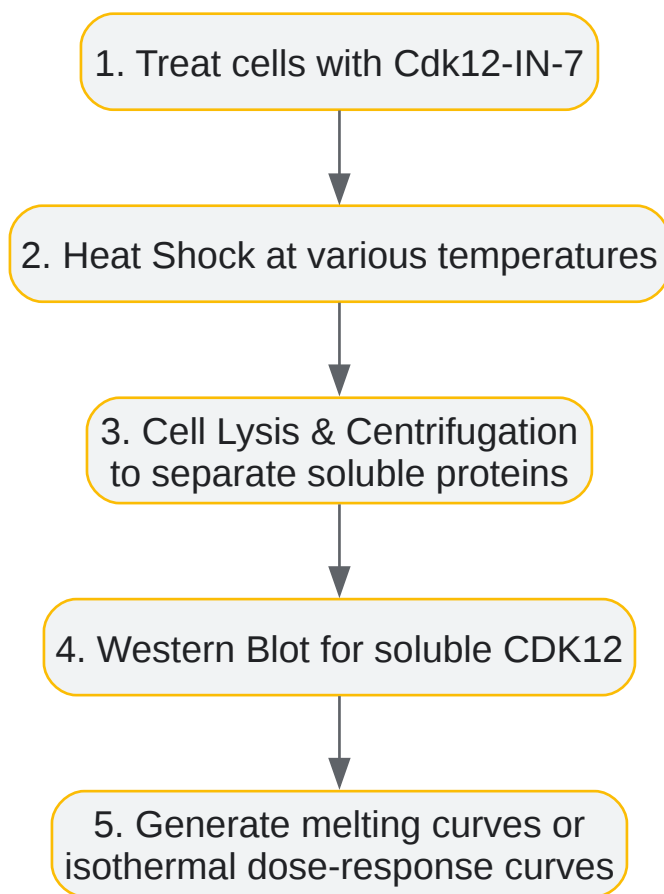 1. Treat cells with Cdk12-IN-7
2. Heat Shock at various temperatures
3. Cell Lysis & Centrifugation
to separate soluble proteins
4. Western Blot for soluble CDK12
5. Generate melting curves or
isothermal dose-response curves